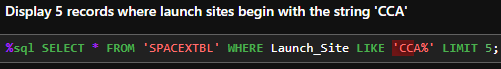 Display 5 records where launch sites begin with the string 'CCA'
%sql SELECT * FROM 'SPACEXTBL' WHERE Launch_Site LIKE 'CCA%' LIMIT 5;